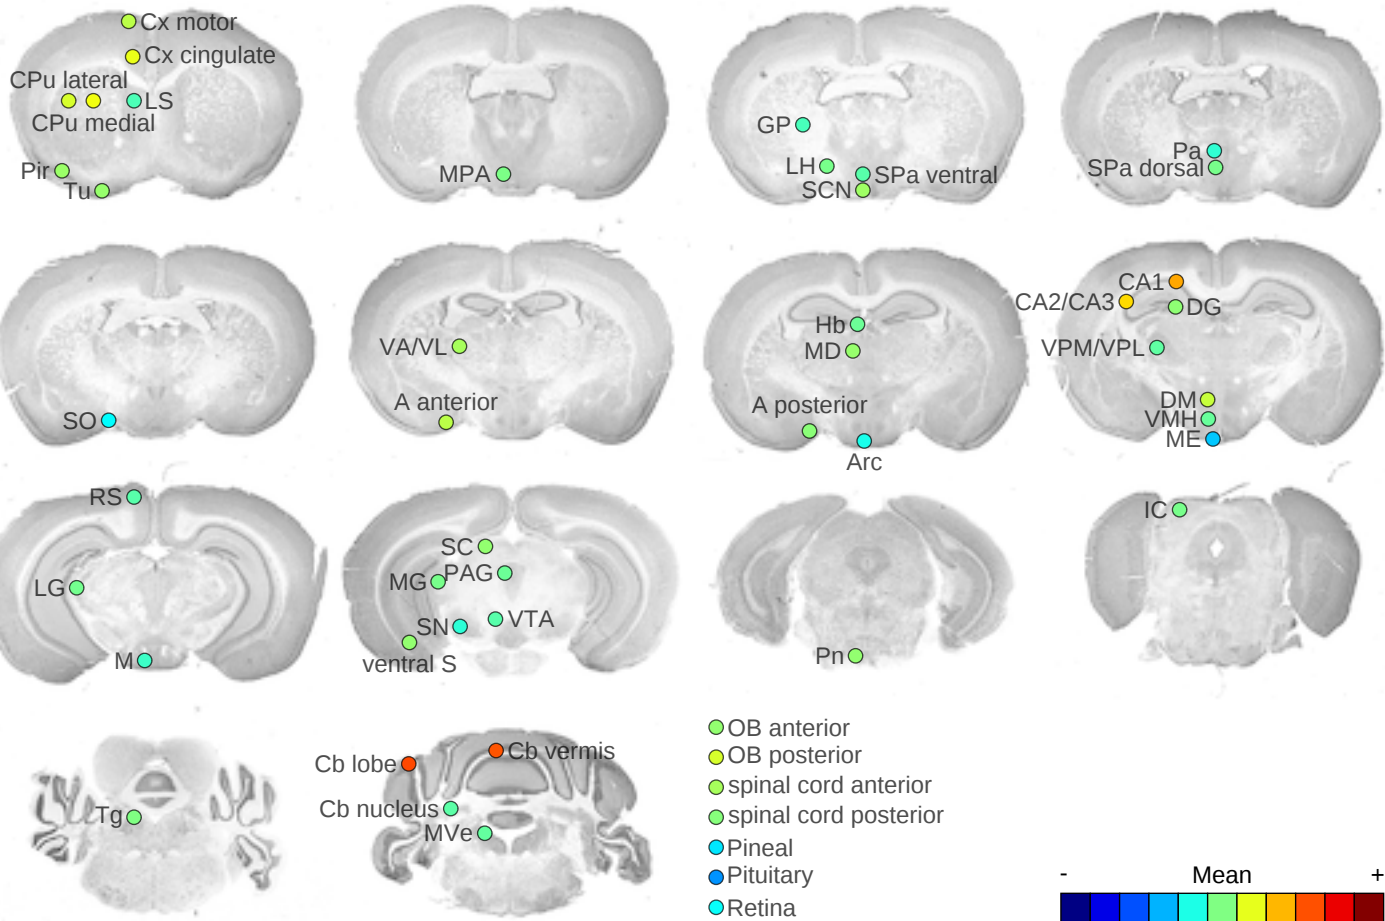 Cx motor
Cx cingulate
CPu lateral
LS
CPu medial
Pir
Tu
MPA
GP
LH
SPa ventral
SCN
Pa
SPa dorsal
SO
VA/VL
A anterior
Hb
MD
A posterior
Arc
CA1
CA2/CA3
DG
VPM/VPL
DM
VMH
ME
RS
LG
M
SC
MG
PAG
SN
VTA
ventral S
Pn
IC
Tg
Cb lobe
Cb vermis
Cb nucleus
MVe
OB anterior
OB posterior
spinal cord anterior
spinal cord posterior
Pineal
Pituitary
Retina
- Mean +